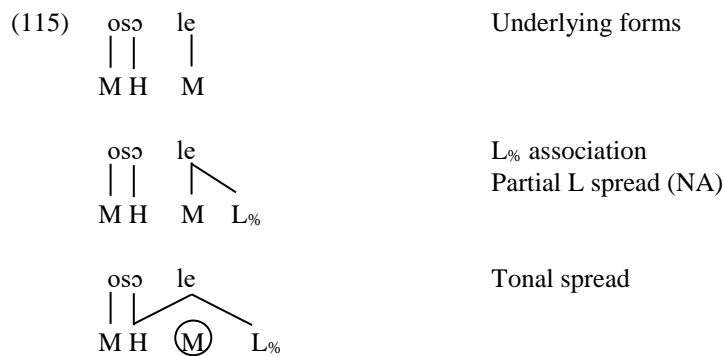 (115) osɔ le Underlying forms
M H M
osɔ le L% association
Partial L spread (NA)
M H M L%
osɔ le Tonal spread
M H M L%